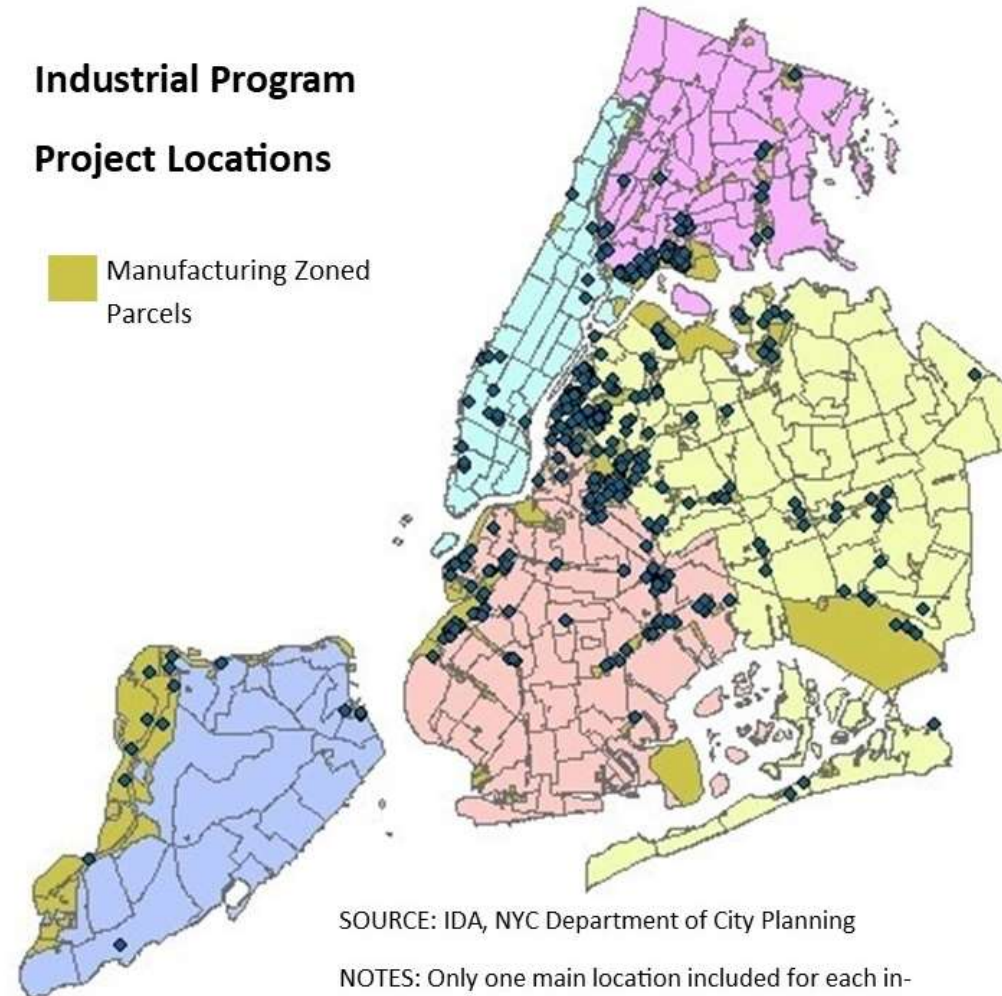 Industrial Program
Project Locations
Manufacturing Zoned
Parcels
SOURCE: IDA, NYC Department of City Planning
NOTES: Only one main location included for each in-